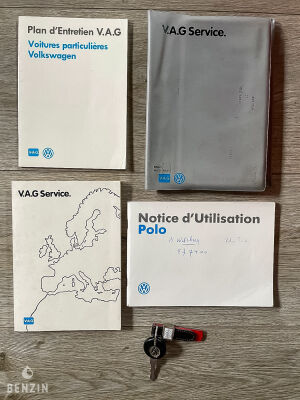 Plan d'Entretien V.A.G
Voitures particulières
Volkswagen
V.A.G Service.
V.A.G Service.
Notice d'Utilisation
Polo
BENZIN